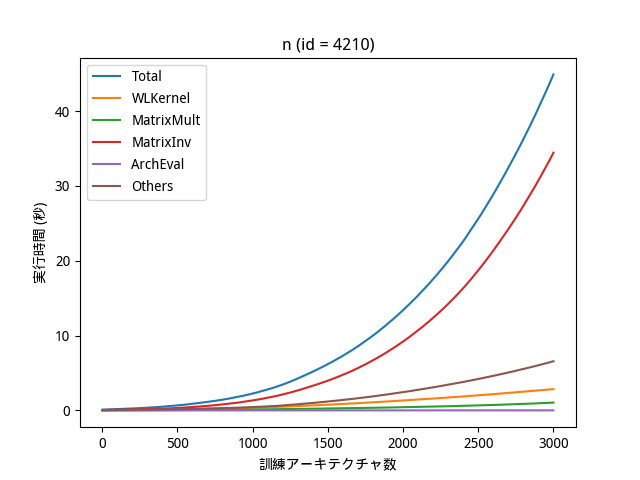 n (id = 4210)
Total
WLKernel
MatrixMult
MatrixInv
ArchEval
Others
実行時間 (秒)
40
30
20
10
0
0 500 1000 1500 2000 2500 3000
訓練アーキテクチャ数